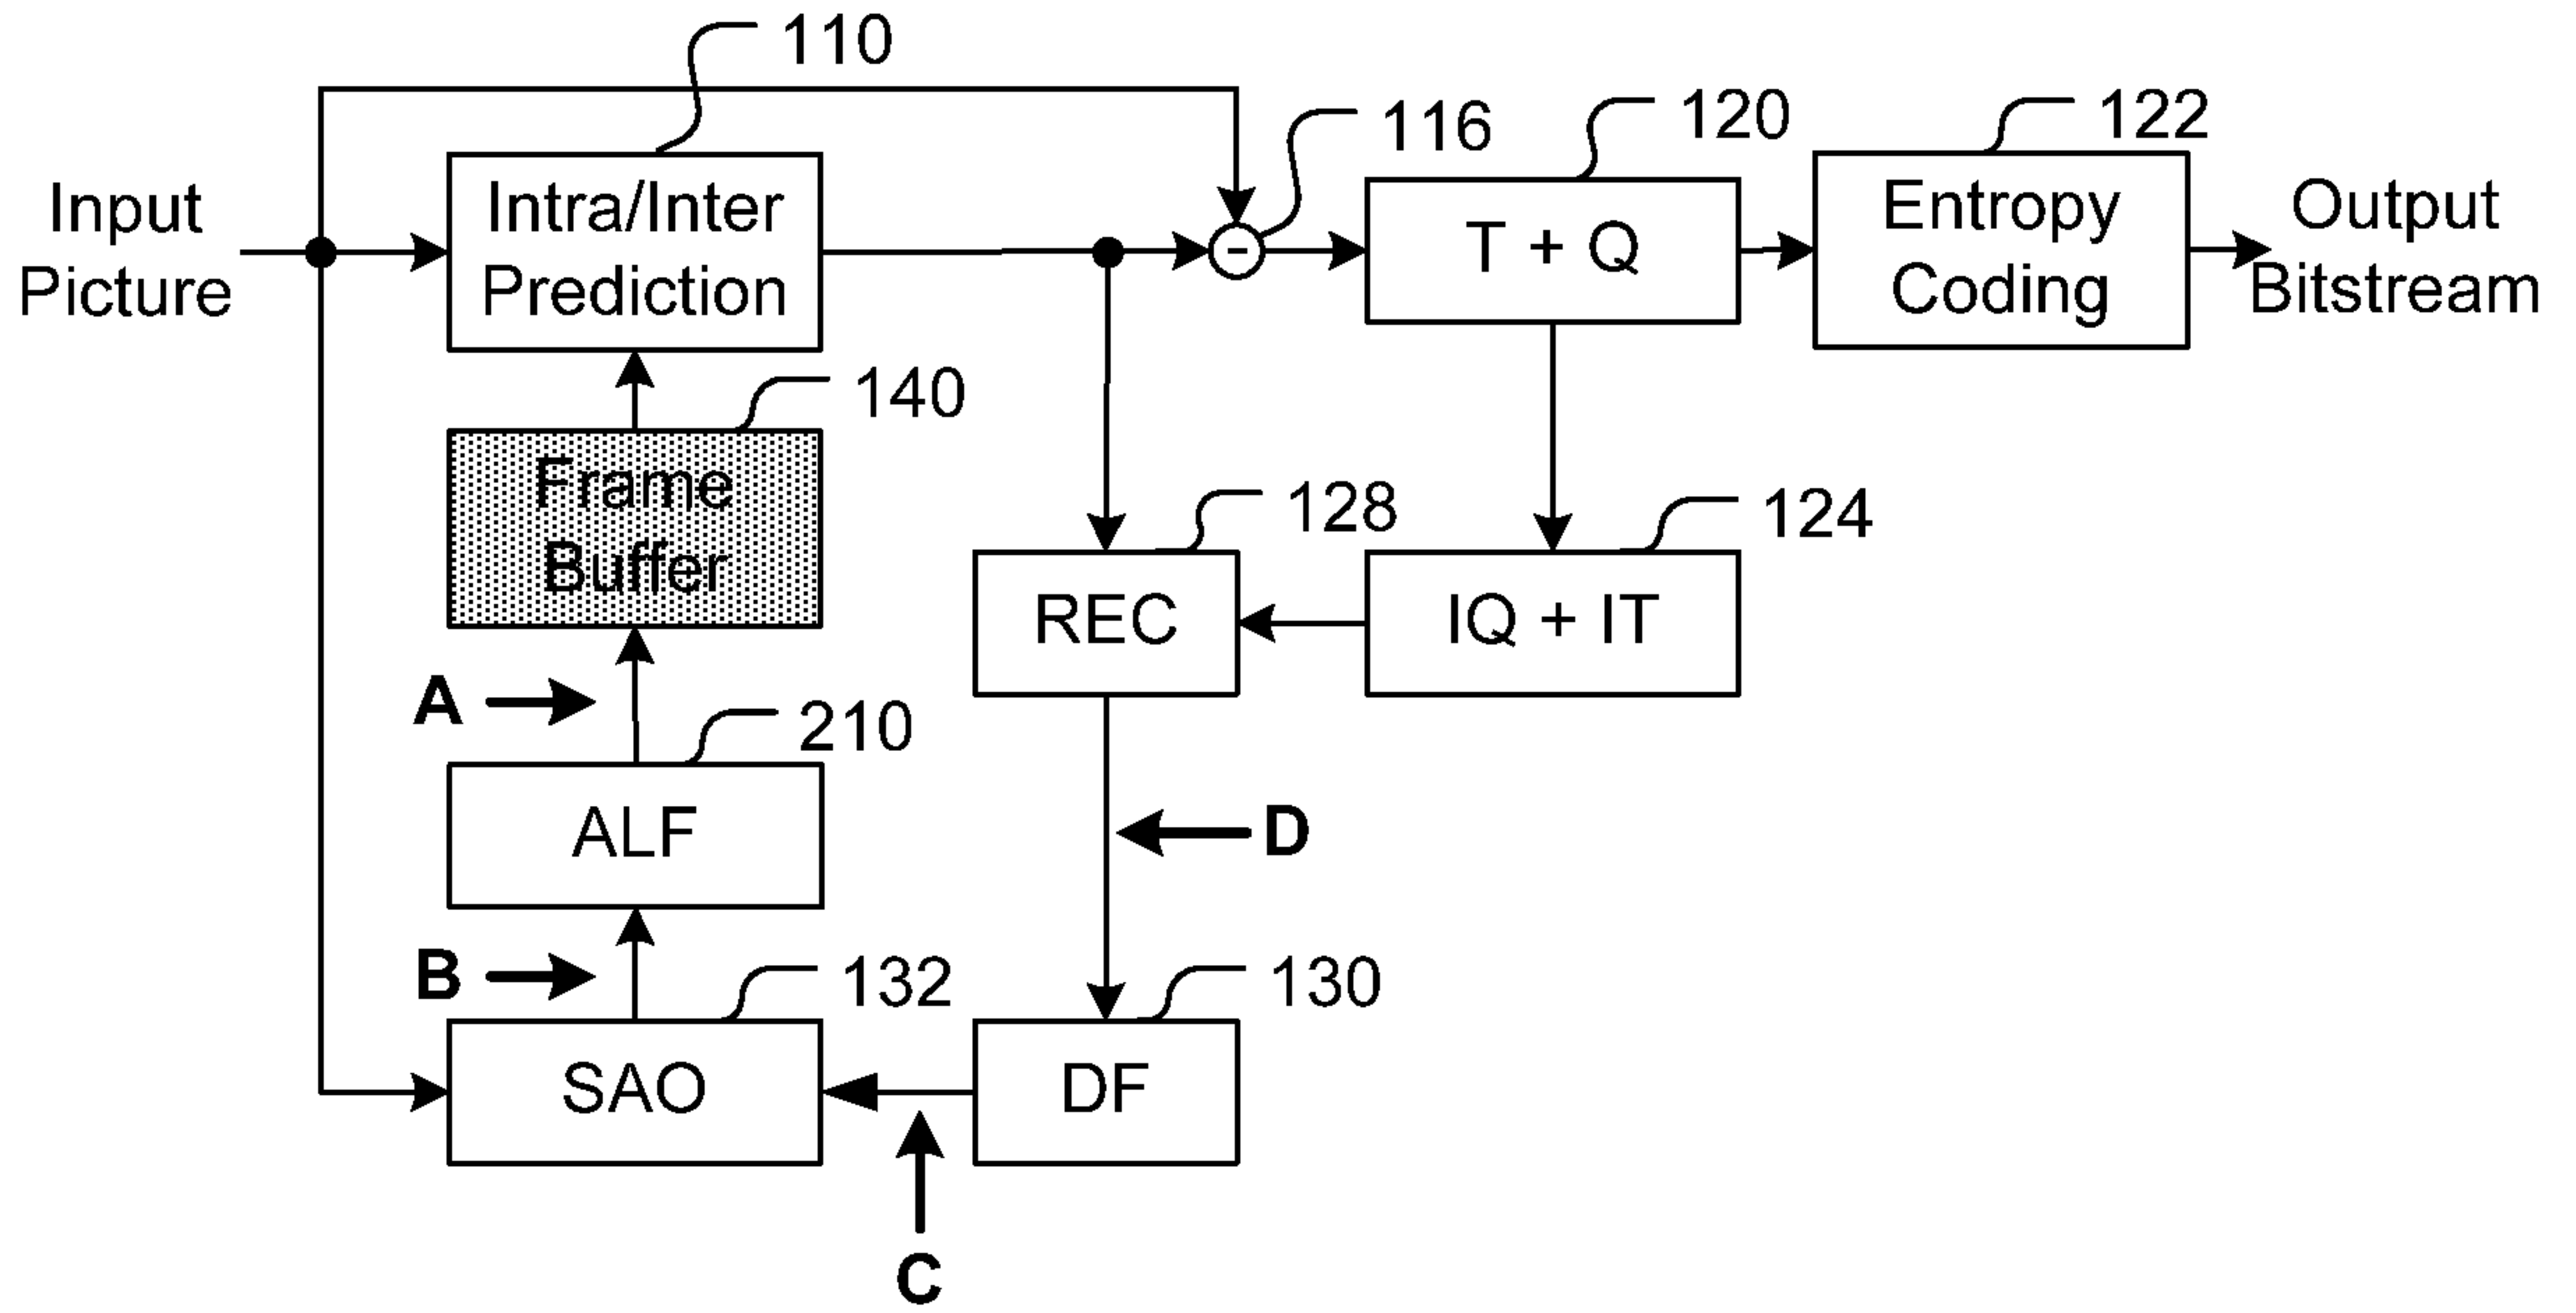 110
116
120
122
Input
Picture
Intra/Inter
Prediction
-
T + Q
Entropy
Coding
Output
Bitstream
140
Frame
Buffer
128
124
REC
IQ + IT
A
210
ALF
D
B
132
130
SAO
DF
C